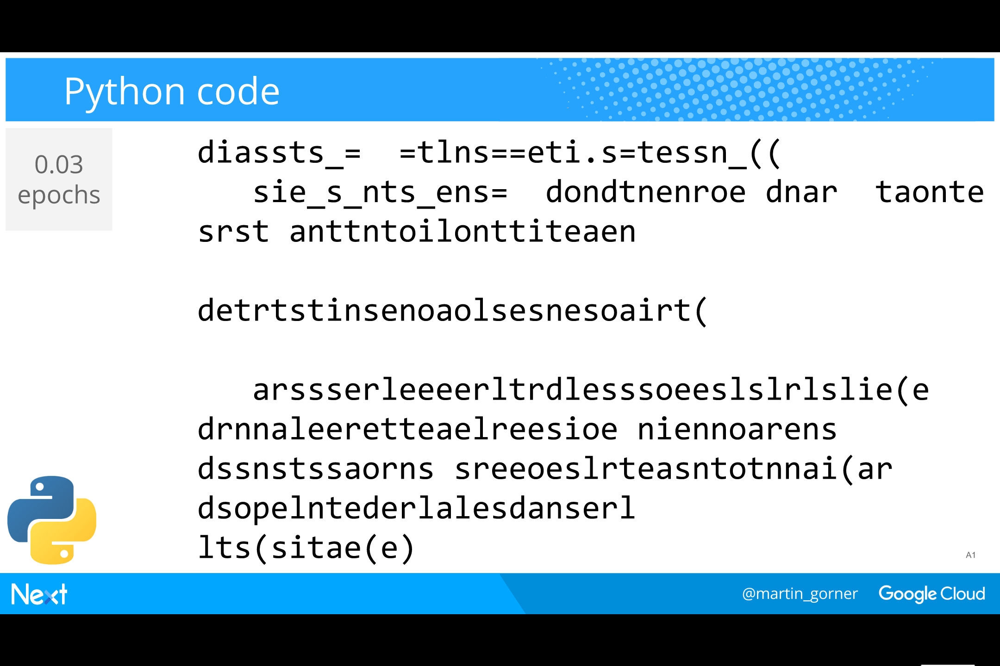 Python code
0.03
epochs
diassts_=  =tlns==eti.s=tessn_((
   sie_s_nts_ens=  dondtnenroe dnar  taonte
srst anttntoilonttiteaen
detrtstinsenoaolsesnesoairt(
   arssserleeeerltrdlesssoeeslslrlslie(e
drnnaleeretteaelreesioe niennoarens
dssnstssaorns sreeoeslrteasntotnnai(ar
dsopelntederlalesdanserl
lts(sitae(e)
A1
Next
@martin_gorner
Google Cloud